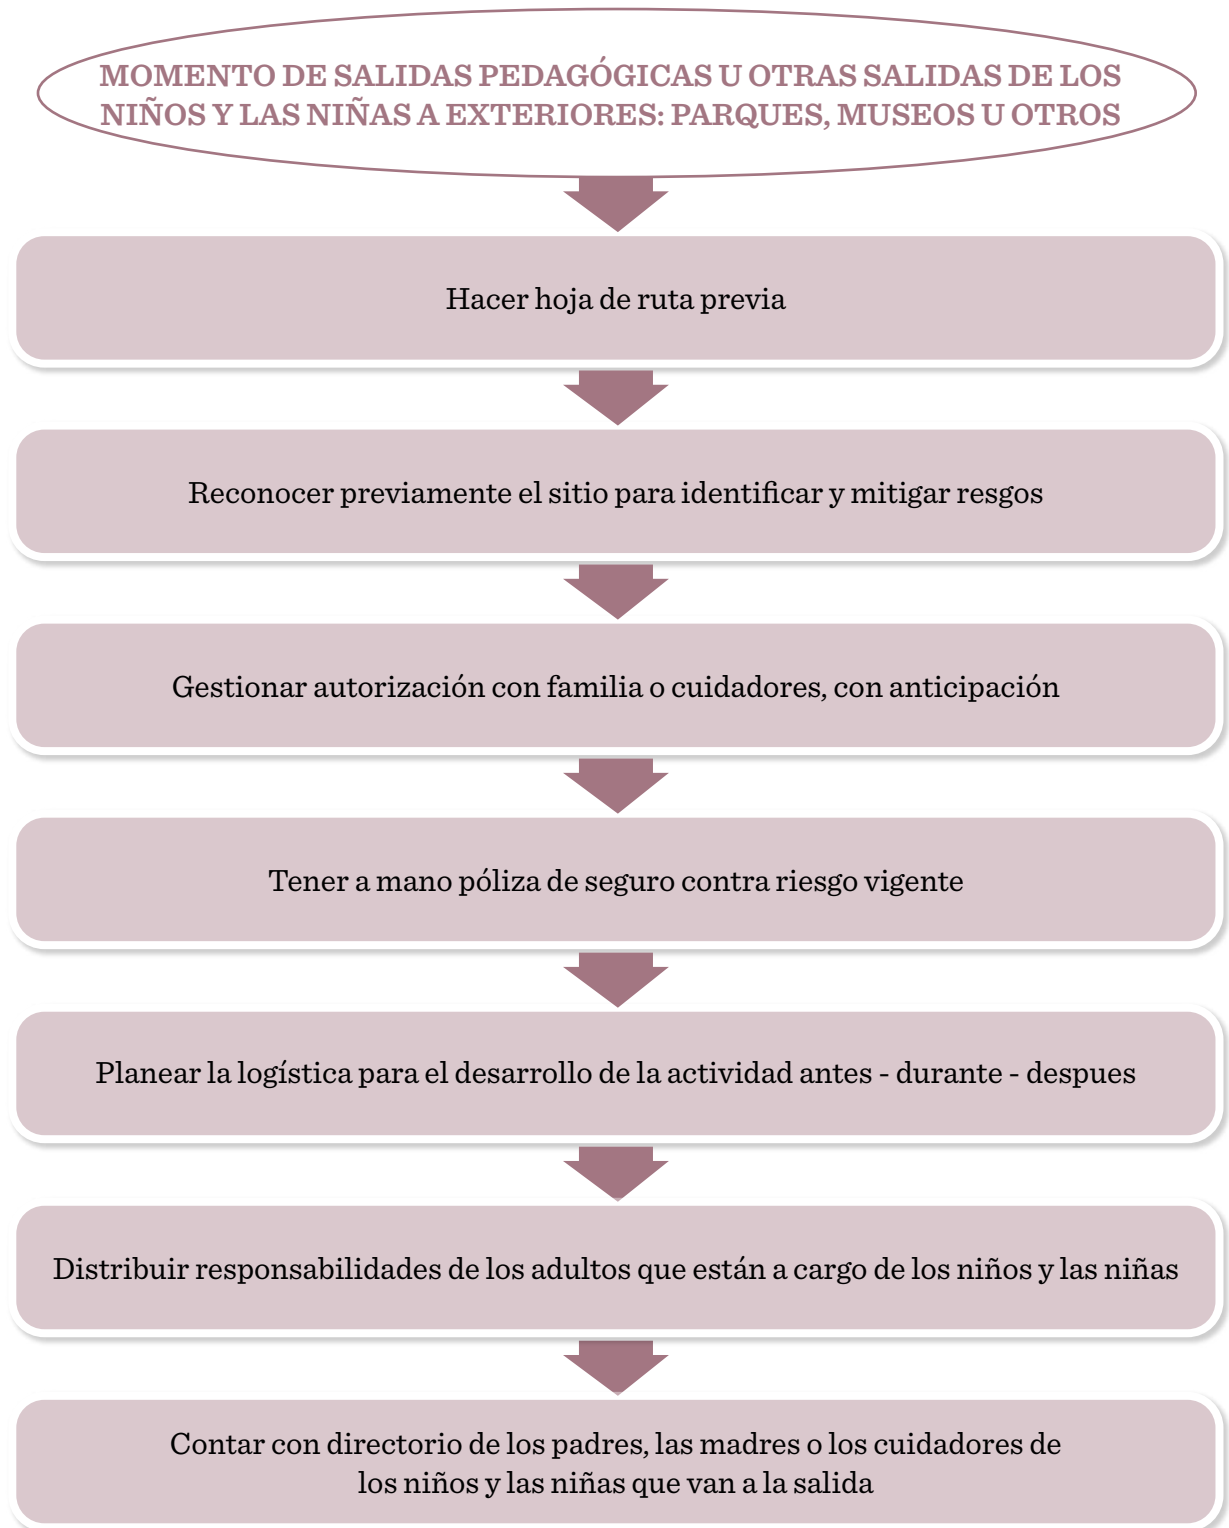 MOMENTO DE SALIDAS PEDAGÓGICAS U OTRAS SALIDAS DE LOS
NIÑOS Y LAS NIÑAS A EXTERIORES: PARQUES, MUSEOS U OTROS
Hacer hoja de ruta previa
Reconocer previamente el sitio para identificar y mitigar resgos
Gestionar autorización con familia o cuidadores, con anticipación
Tener a mano póliza de seguro contra riesgo vigente
Planear la logística para el desarrollo de la actividad antes - durante - despues
Distribuir responsabilidades de los adultos que están a cargo de los niños y las niñas
Contar con directorio de los padres, las madres o los cuidadores de
los niños y las niñas que van a la salida